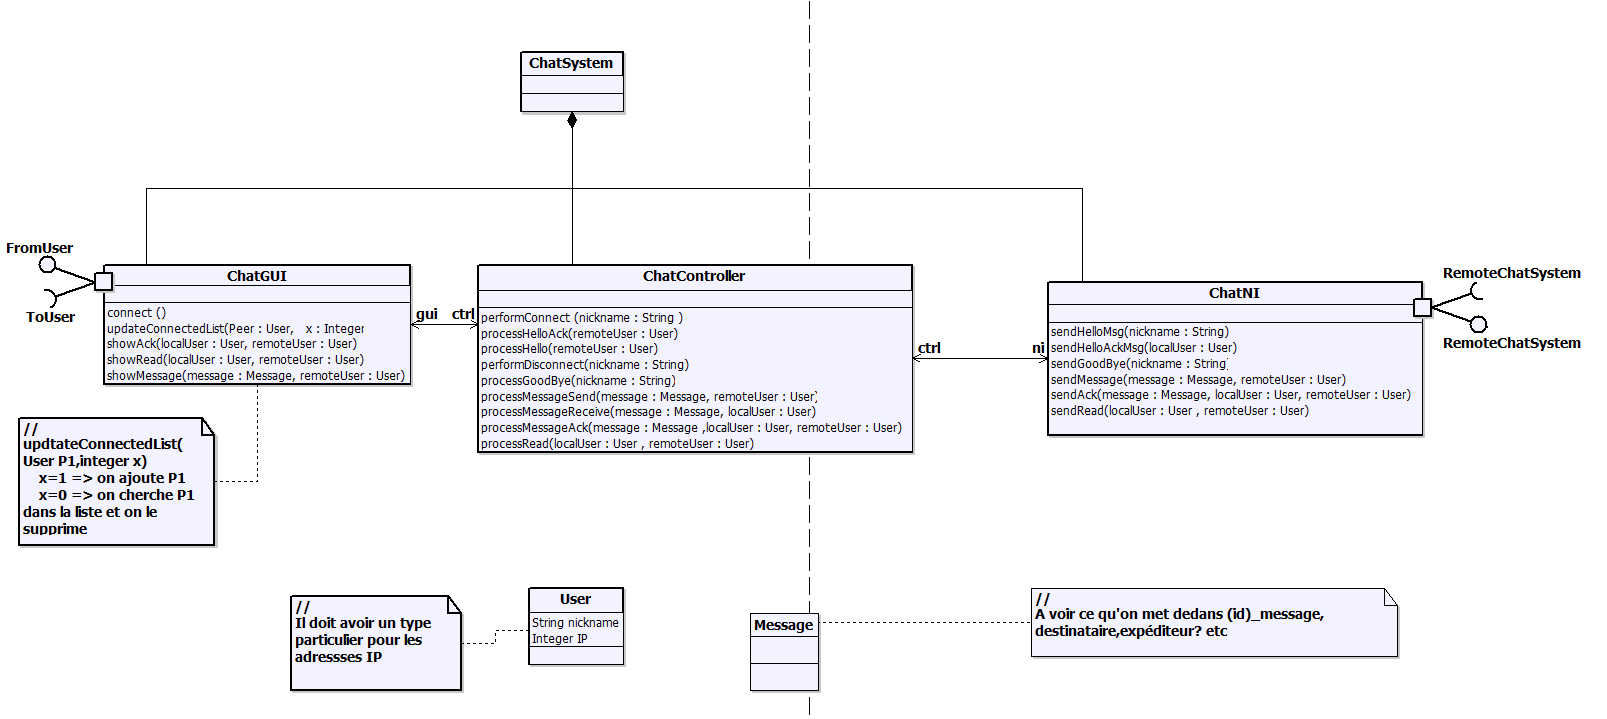 ChatSystem
FromUser
ToUser
ChatGUI
connect ()
updateConnectedList(Peer : User,   x : Integer
showAck(localUser : User, remoteUser : User)
showRead(localUser : User, remoteUser : User)
showMessage(message : Message, remoteUser : User)
gui
ctrl
ChatController
performConnect (nickname : String )
processHelloAck(remoteUser : User)
processHello(remoteUser : User)
performDisconnect(nickname : String)
processGoodBye(nickname : String)
processMessageSend(message : Message, remoteUser : User)
processMessageReceive(message : Message, localUser : User)
processMessageAck(message : Message ,localUser : User, remoteUser : User)
processRead(localUser : User , remoteUser : User)
ctrl
ni
ChatNI
sendHelloMsg(nickname : String)
sendHelloAckMsg(localUser : User)
sendGoodBye(nickname : String)
sendMessage(message : Message, remoteUser : User)
sendAck(message : Message, localUser : User, remoteUser : User)
sendRead(localUser : User , remoteUser : User)
RemoteChatSystem
RemoteChatSystem
//
updtateConnectedList(
User P1,integer x)
x=1 => on ajoute P1
x=0 => on cherche P1
dans la liste et on le
supprime
//
Il doit avoir un type
particulier pour les
adressses IP
User
String nickname
Integer IP
Message
//
A voir ce qu'on met dedans (id)_message,
destinataire,expéditeur? etc